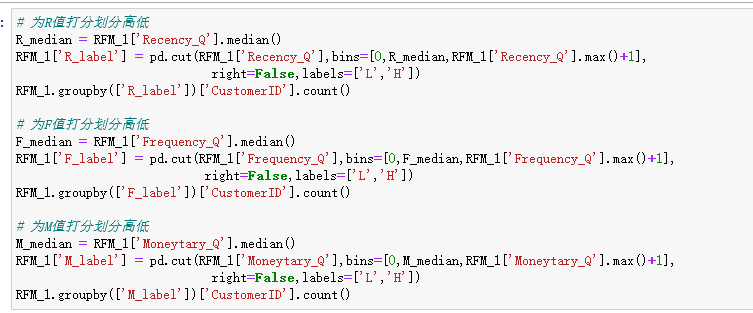 :
# 为R值打分划分高低
R_median = RFM_1['Recency_Q'].median()
RFM_1['R_label'] = pd.cut(RFM_1['Recency_Q'],bins=[0,R_median,RFM_1['Recency_Q'].max()+1],
right=False,labels=['L','H'])
RFM_1.groupby(['R_label'])['CustomerID'].count()
# 为F值打分划分高低
F_median = RFM_1['Frequency_Q'].median()
RFM_1['F_label'] = pd.cut(RFM_1['Frequency_Q'],bins=[0,F_median,RFM_1['Frequency_Q'].max()+1],
right=False,labels=['L','H'])
RFM_1.groupby(['F_label'])['CustomerID'].count()
# 为M值打分划分高低
M_median = RFM_1['Moneytary_Q'].median()
RFM_1['M_label'] = pd.cut(RFM_1['Moneytary_Q'],bins=[0,M_median,RFM_1['Moneytary_Q'].max()+1],
right=False,labels=['L','H'])
RFM_1.groupby(['M_label'])['CustomerID'].count()